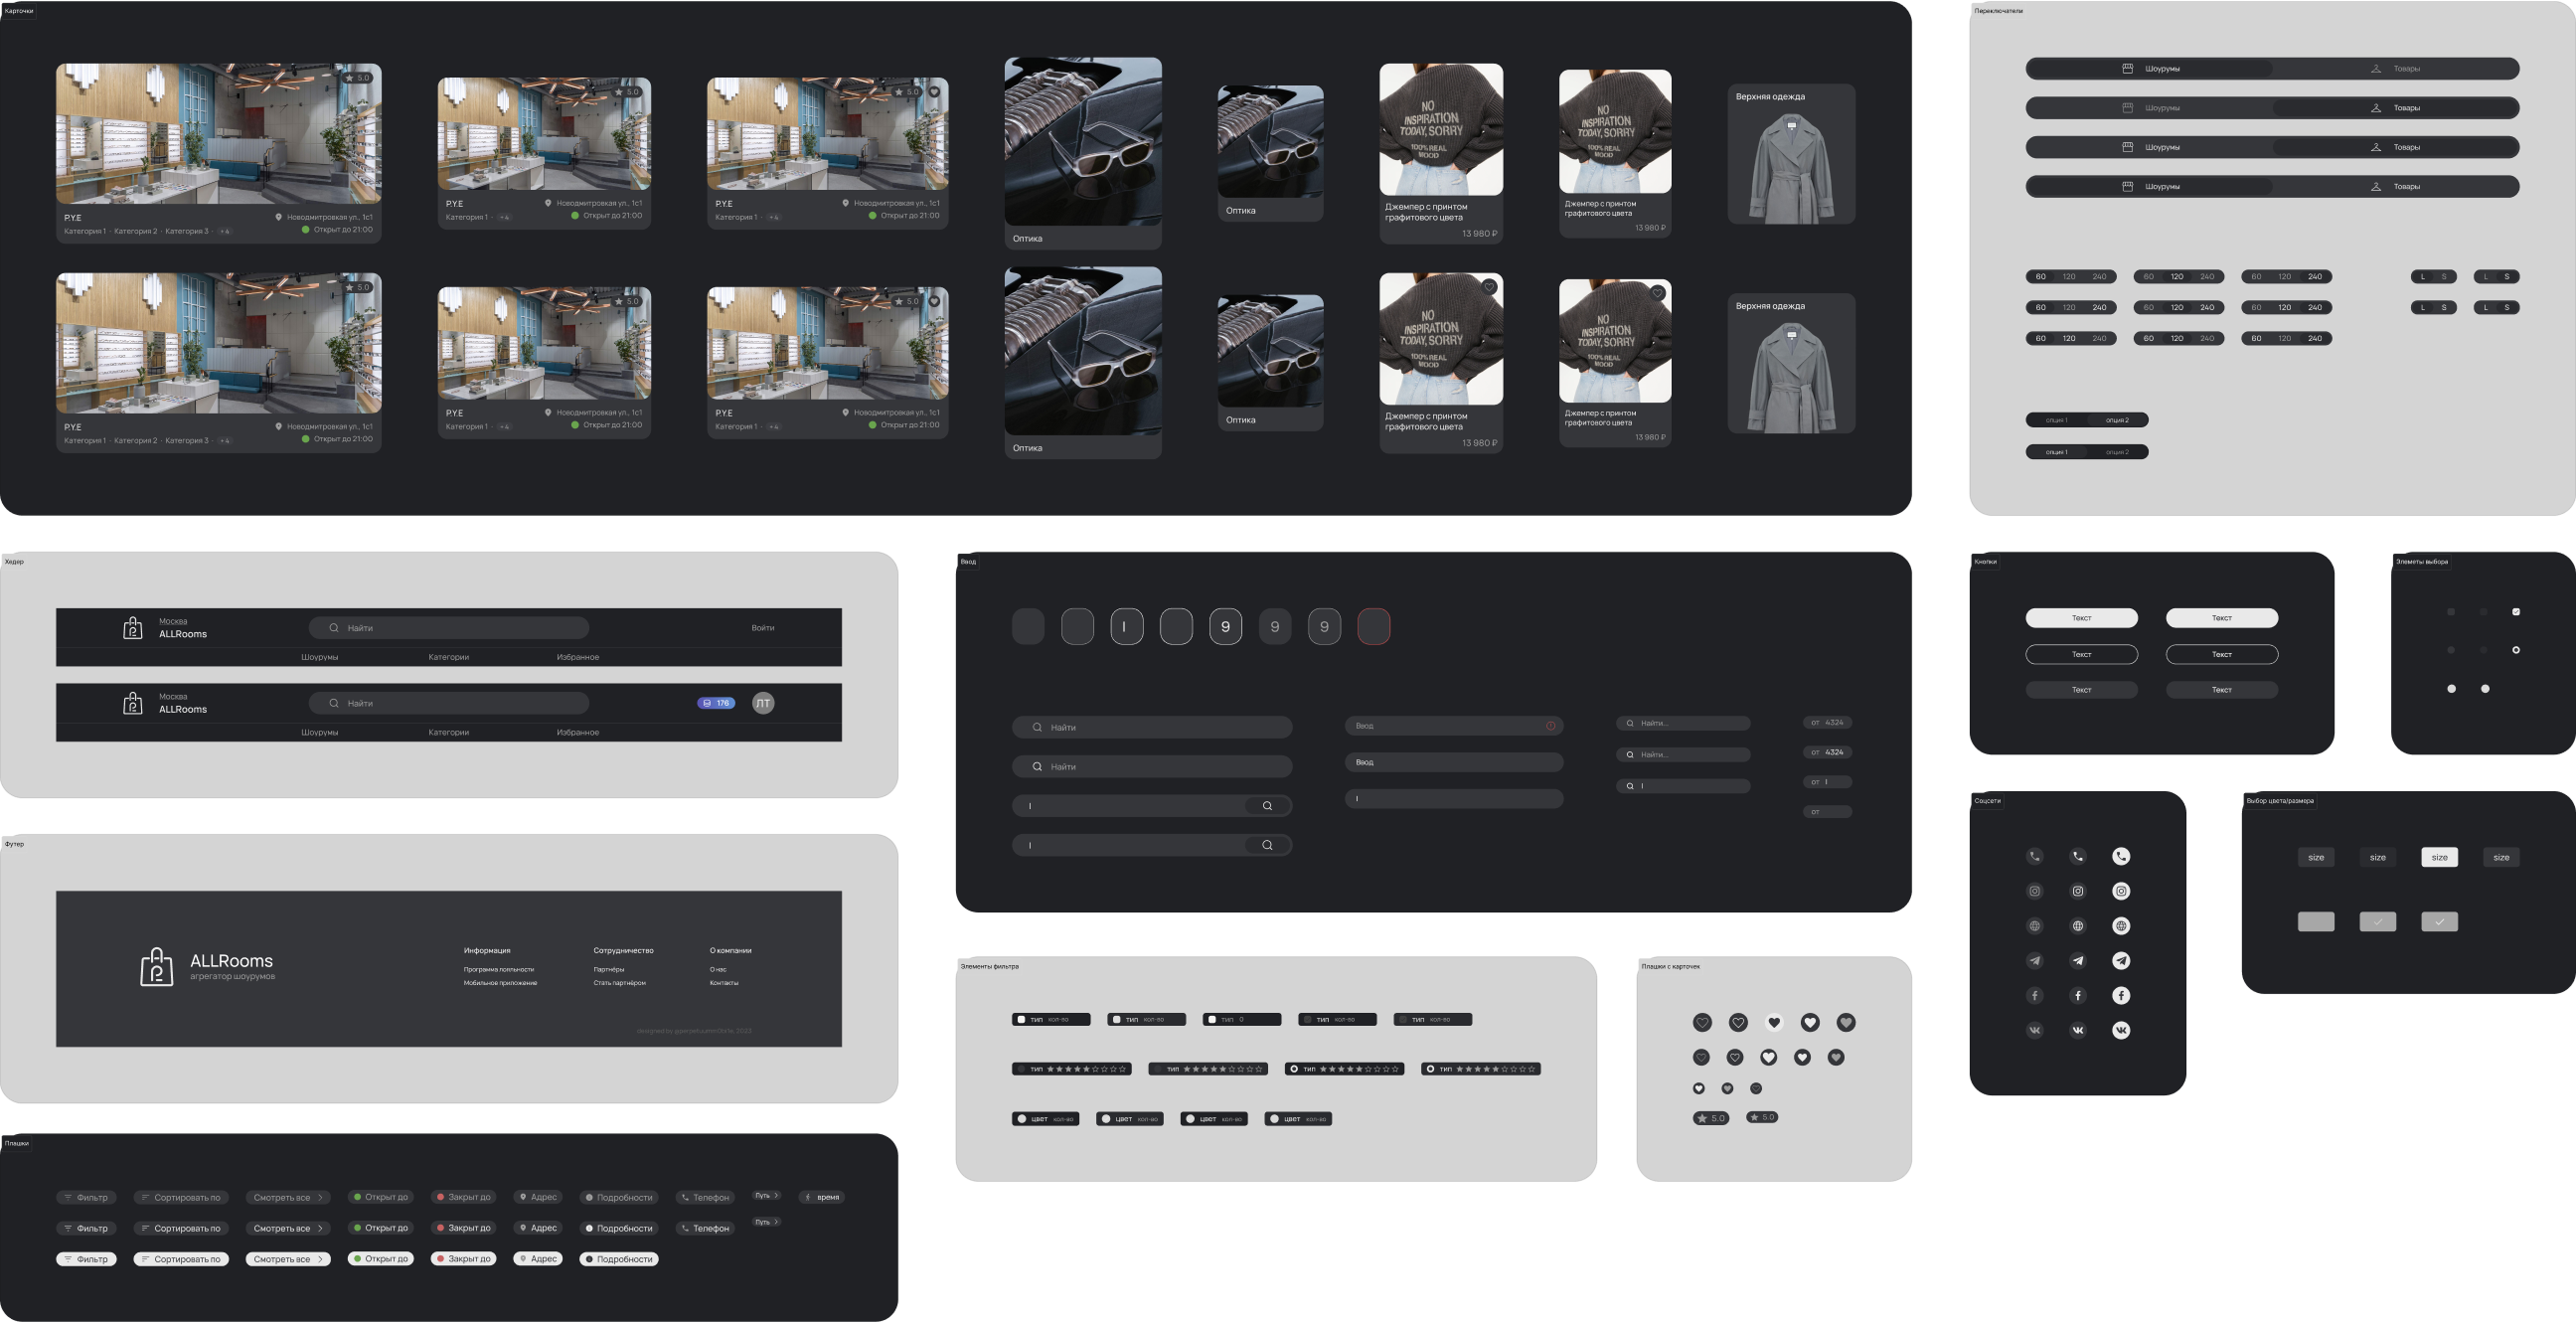 Карточки
5.0
5.0
5.0
P.Y.E
Новодмитровкая ул., 1с1
Категория 1 · Категория 2 · Категория 3 · +4
Открыт до 21:00
P.Y.E
Новодмитровкая ул., 1с1
Категория 1 · +4
Открыт до 21:00
P.Y.E
Новодмитровкая ул., 1с1
Категория 1 · +4
Открыт до 21:00
Оптика
Оптика
NO
INSPIRATION
TODAY, SORRY
100% REAL
MOOD
Джемпер с принтом
графитового цвета
13 980 ₽
NO
INSPIRATION
TODAY, SORRY
100% REAL
MOOD
Джемпер с принтом
графитового цвета
13 980 ₽
Верхняя одежда
5.0
5.0
5.0
P.Y.E
Новодмитровкая ул., 1с1
Категория 1 · Категория 2 · Категория 3 · +4
Открыт до 21:00
P.Y.E
Новодмитровкая ул., 1с1
Категория 1 · +4
Открыт до 21:00
P.Y.E
Новодмитровкая ул., 1с1
Категория 1 · +4
Открыт до 21:00
Оптика
Оптика
NO
INSPIRATION
TODAY, SORRY
100% REAL
MOOD
Джемпер с принтом
графитового цвета
13 980 ₽
NO
INSPIRATION
TODAY, SORRY
100% REAL
MOOD
Джемпер с принтом
графитового цвета
13 980 ₽
Верхняя одежда
Переключатели
Шоурумы Товары
Шоурумы Товары
Шоурумы Товары
Шоурумы Товары
60 120 240 60 120 240 60 120 240 L S L S
60 120 240 60 120 240 60 120 240 L S L S
60 120 240 60 120 240 60 120 240
опция 1 опция 2
опция 1 опция 2
Хедер
Москва
ALLRooms
Найти
Войти
Шоурумы Категории Избранное
Москва
ALLRooms
Найти
176
ЛТ
Шоурумы Категории Избранное
Футер
ALLRooms
агрегатор шоурумов
Информация
Программа лояльности
Мобильное приложение
Сотрудничество
Партнёры
Стать партнёром
О компании
О нас
Контакты
Плашки
Фильтр Сортировать по Смотреть все Открыт до Закрыт до Адрес Подробности Телефон Путь время
Фильтр Сортировать по Смотреть все Открыт до Закрыт до Адрес Подробности Телефон Путь
Фильтр Сортировать по Смотреть все Открыт до Закрыт до Адрес Подробности
Ввод
9 9 9
Найти
Найти
Ввод
Ввод
Найти...
Найти...
от 4324
от 4324
от
от
Элементы фильтра
тип кол-во тип кол-во тип 0 тип кол-во тип кол-во
тип тип тип тип
цвет кол-во цвет кол-во цвет кол-во цвет кол-во
Плашки с карточек
5.0 5.0
Кнопки
Текст Текст
Текст Текст
Текст Текст
Элеметы выбора
Соцсети
Выбор цвета/размера
size size size size